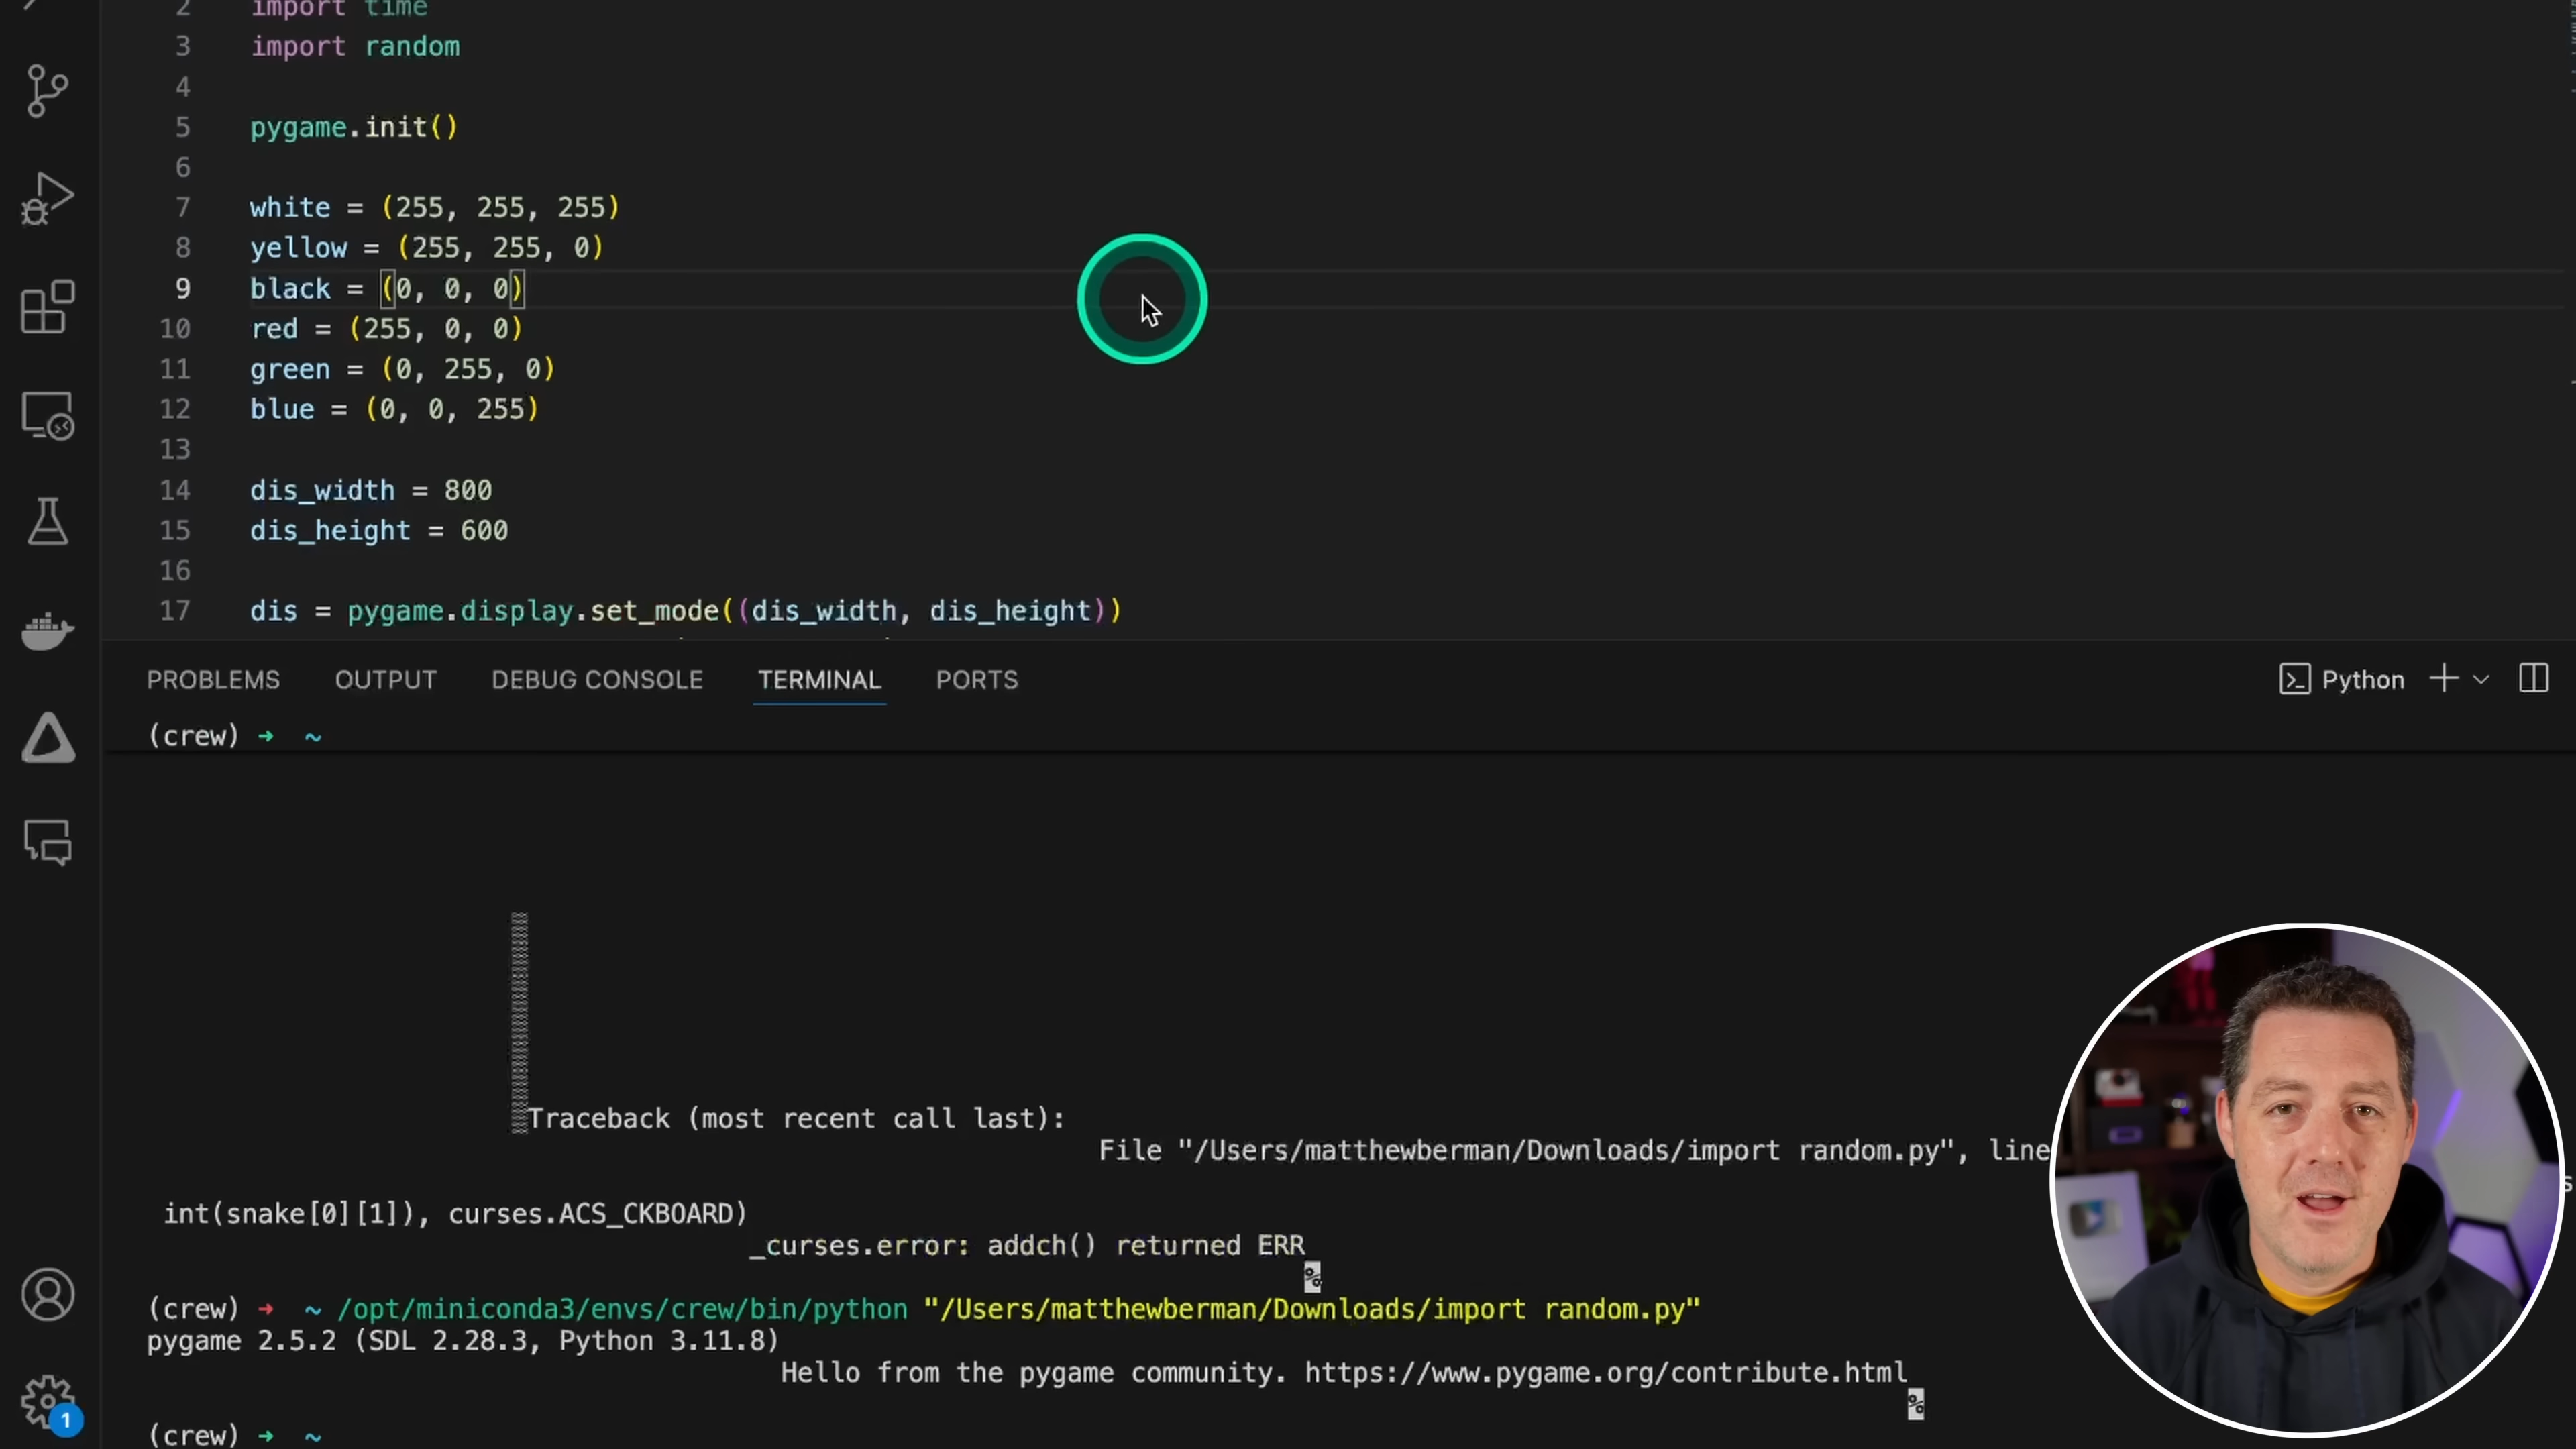 2 import time
3 import random
4
5 pygame.init()
6
7 white = (255, 255, 255)
8 yellow = (255, 255, 0)
9 black = (0, 0, 0)
10 red = (255, 0, 0)
11 green = (0, 255, 0)
12 blue = (0, 0, 255)
13
14 dis_width = 800
15 dis_height = 600
16
17 dis = pygame.display.set_mode((dis_width, dis_height))
PROBLEMS OUTPUT DEBUG CONSOLE TERMINAL PORTS Python
(crew) ➜ ~
Traceback (most recent call last):
File "/Users/matthewberman/Downloads/import random.py", line
s
int(snake[0][1]), curses.ACS_CKBOARD)
_curses.error: addch() returned ERR
%
(crew) ➜ ~ /opt/miniconda3/envs/crew/bin/python "/Users/matthewberman/Downloads/import random.py"
pygame 2.5.2 (SDL 2.28.3, Python 3.11.8)
Hello from the pygame community. https://www.pygame.org/contribute.html
%
1
(crew) ➜ ~